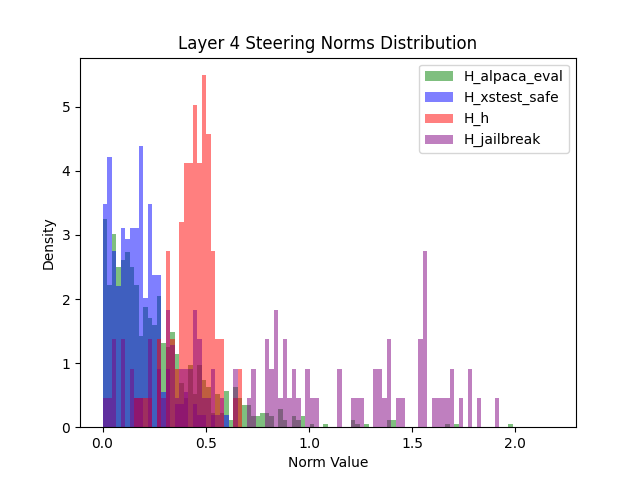 Layer 4 Steering Norms Distribution
H_alpaca_eval
H_xstest_safe
H_h
H_jailbreak
Density
5
4
3
2
1
0
0.0 0.5 1.0 1.5 2.0
Norm Value